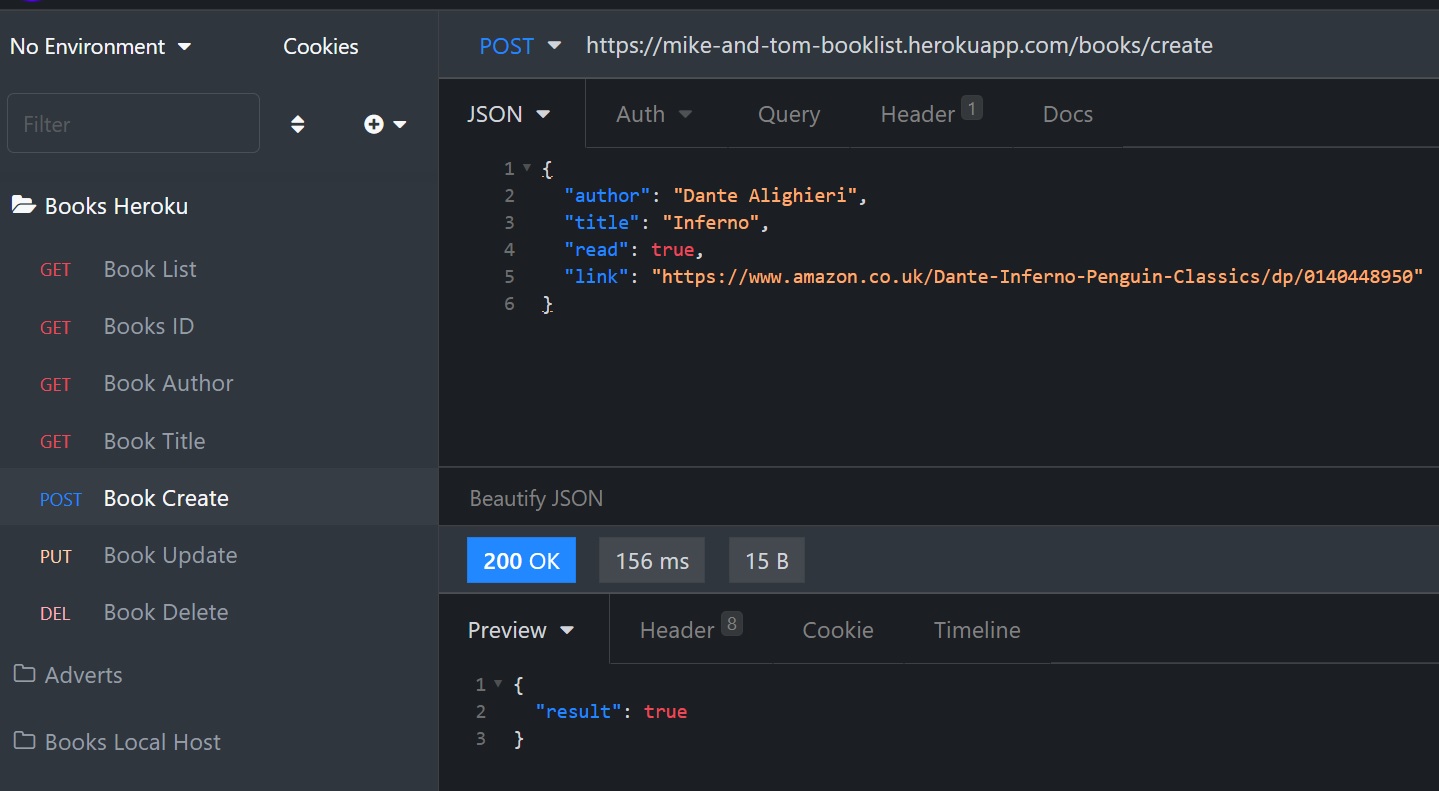 No Environment
Cookies
Filter
Books Heroku
GET Book List
GET Books ID
GET Book Author
GET Book Title
POST Book Create
PUT Book Update
DEL Book Delete
Adverts
Books Local Host
POST https://mike-and-tom-booklist.herokuapp.com/books/create
JSON Auth Query Header 1 Docs
1 {
2 "author": "Dante Alighieri",
3 "title": "Inferno",
4 "read": true,
5 "link": "https://www.amazon.co.uk/Dante-Inferno-Penguin-Classics/dp/0140448950"
6 }
Beautify JSON
200 OK 156 ms 15 B
Preview Header 8 Cookie Timeline
1 {
2 "result": true
3 }